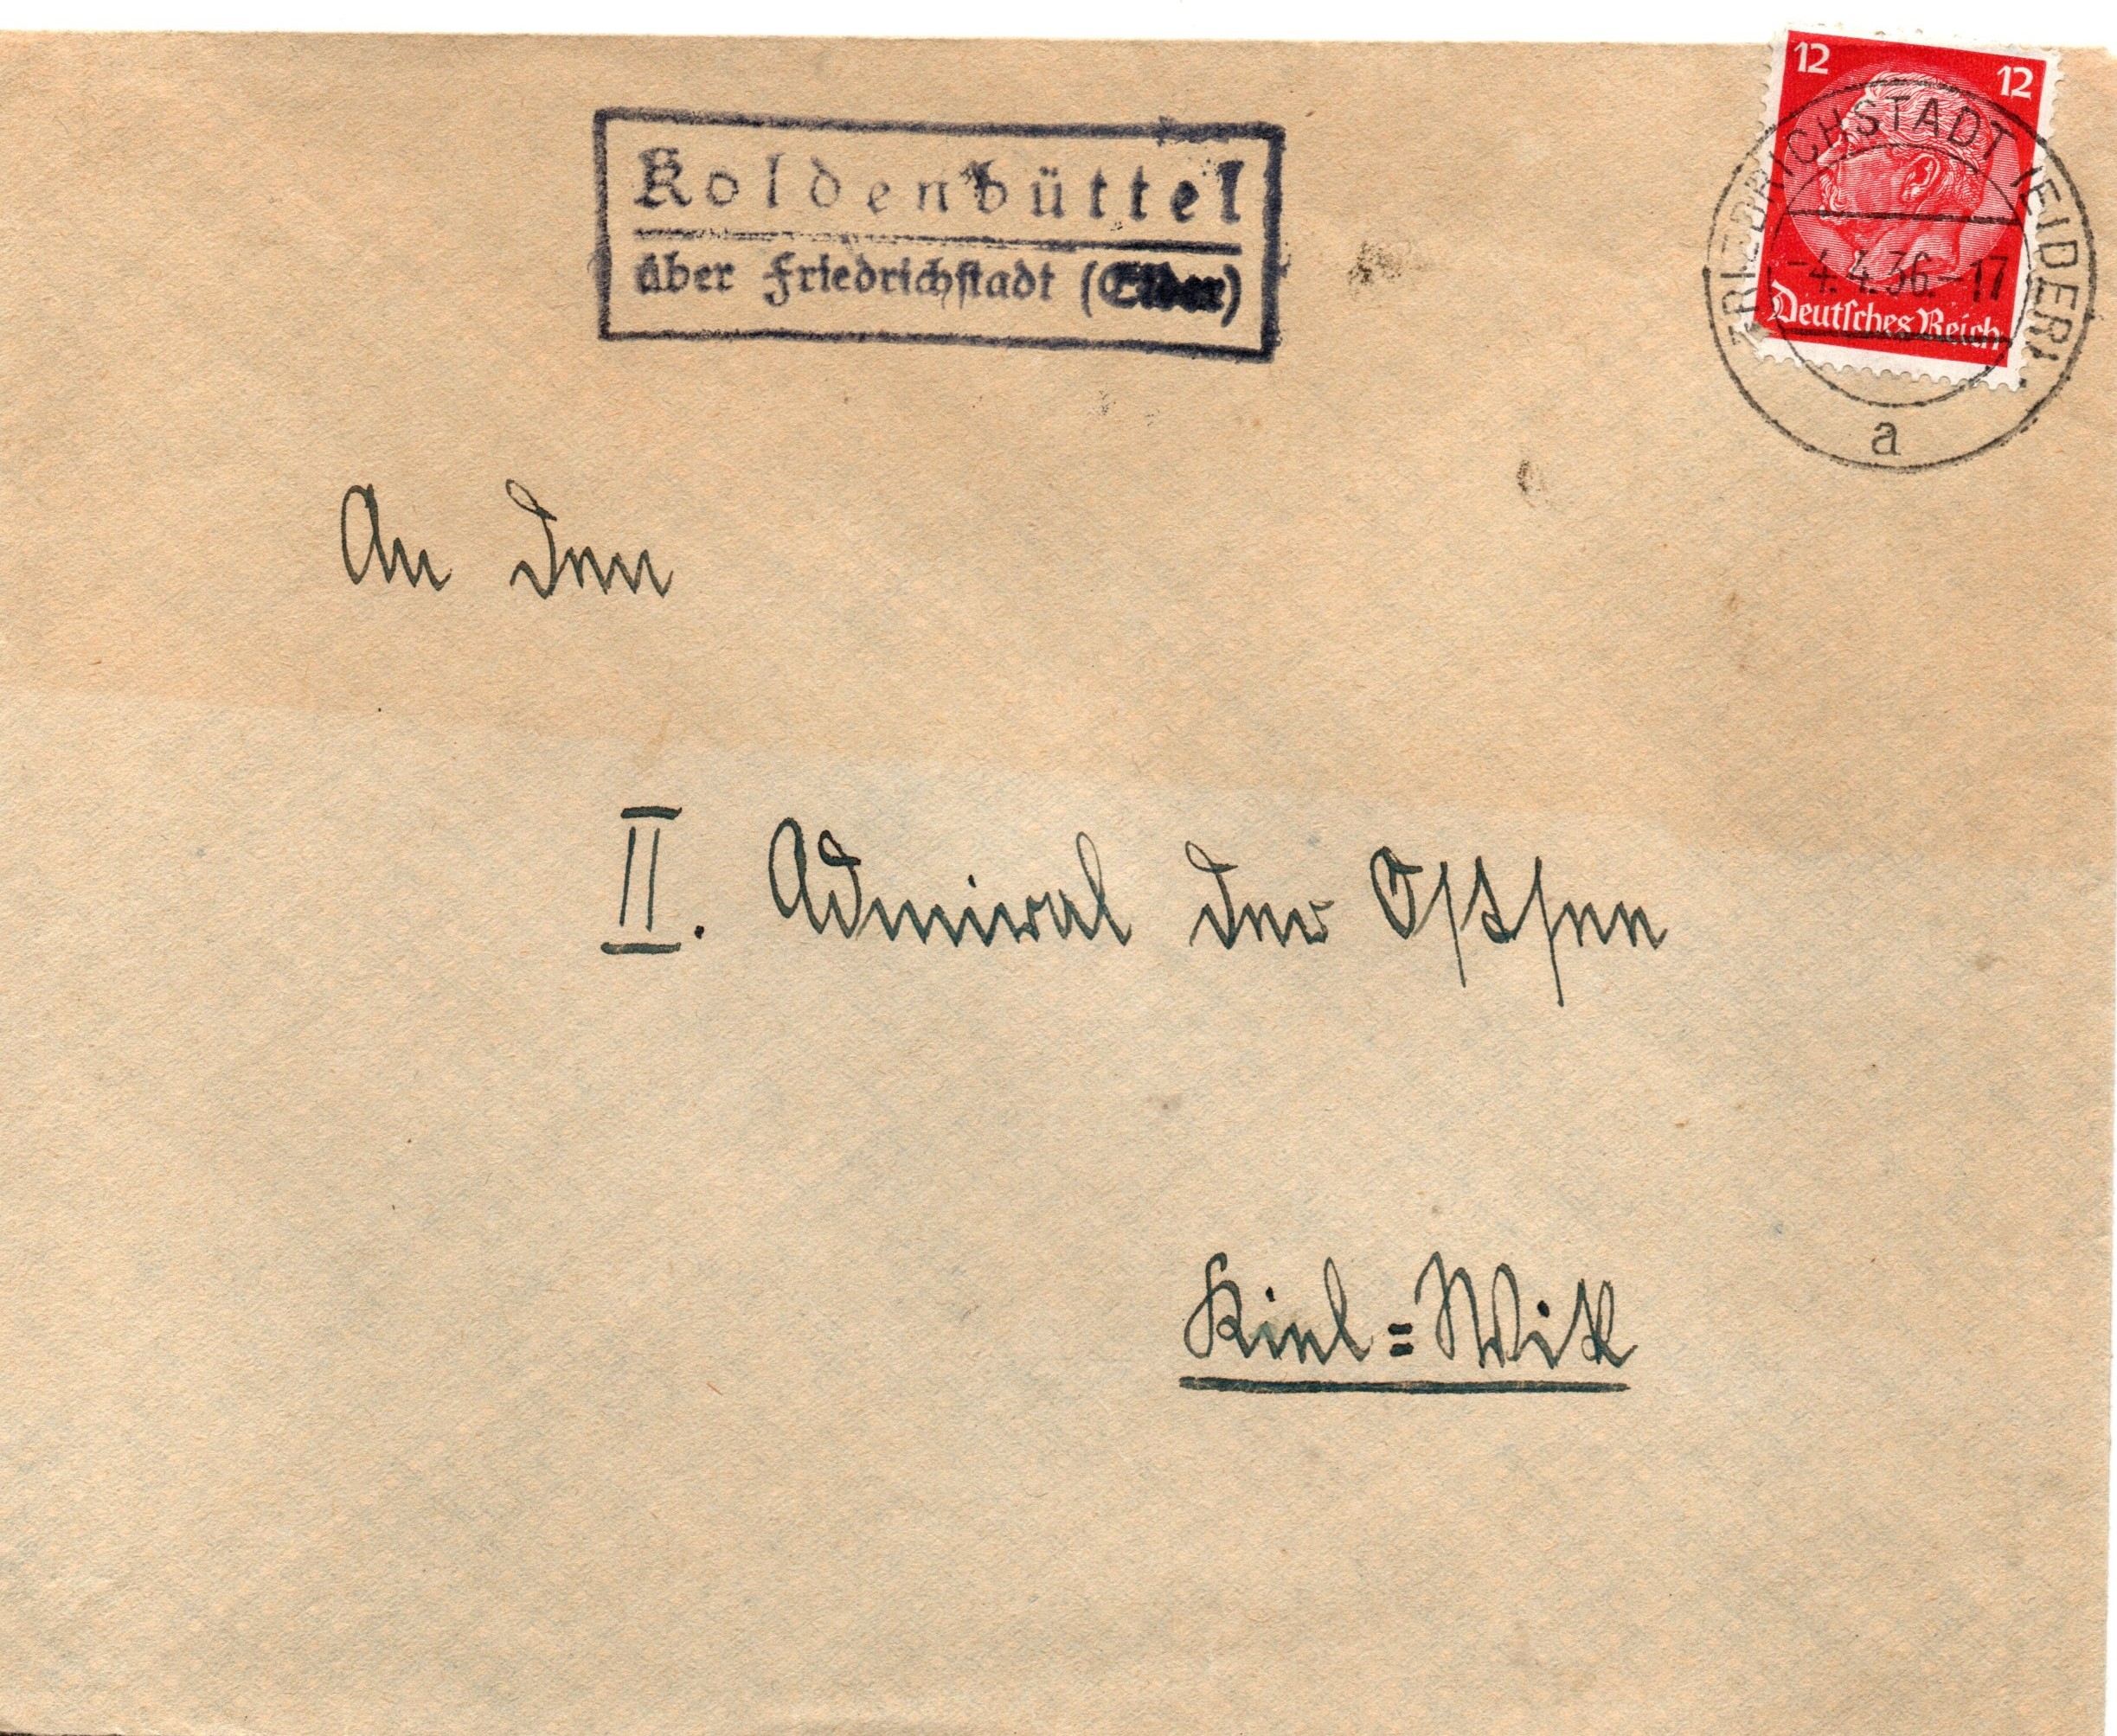 Koldenbüttel
über Friedrichstadt (Eider)
12 12
Deutsches Reich
FRIEDRICHSTADT (EIDER)
-4.4.36.-17
a
An den
II. Admiral der Ostsee
Kiel=Wik